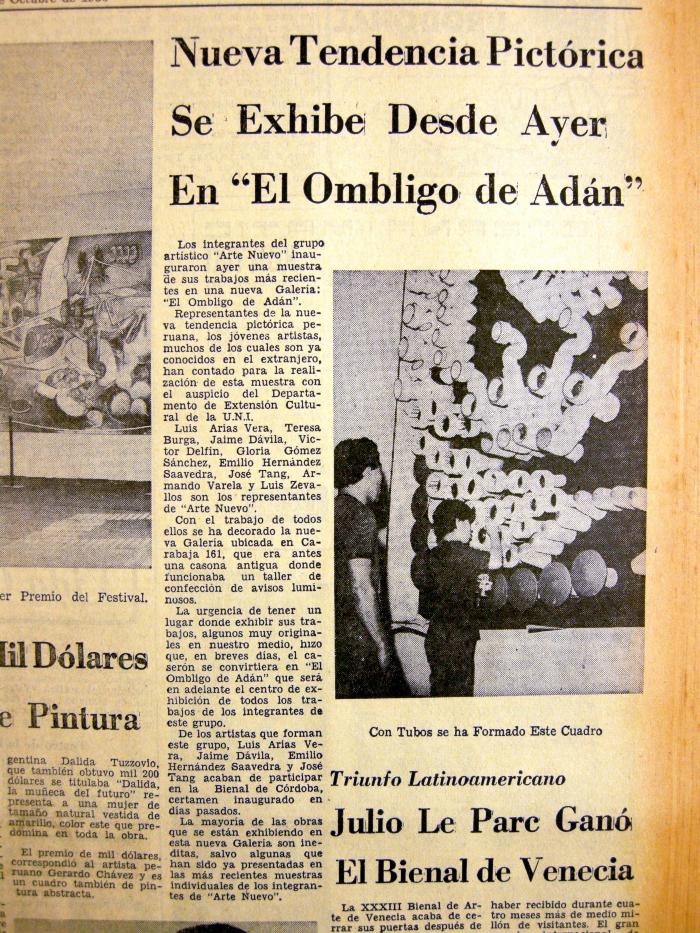 Nueva Tendencia Pictórica
Se Exhibe Desde Ayer
En “El Ombligo de Adán”
Los integrantes del grupo
artístico “Arte Nuevo” inau-
guraron ayer una muestra
de sus trabajos más recien-
tes en una nueva Galería:
“El Ombligo de Adán”.
Representantes de la nue-
va tendencia pictórica pe-
ruana, los jóvenes artistas,
muchos de los cuales son ya
conocidos en el extranjero,
han contado para la reali-
zación de esta muestra con
el auspicio del Departa-
mento de Extensión Cultu-
ral de la U.N.I.
Luis Arias Vera, Teresa
Burga, Jaime Dávila, Víc-
tor Delfín, Gloria Gómez
Sánchez, Emilio Hernández
Saavedra, José Tang, Ar-
mando Varela y Luis Zeva-
llos son los representantes
de “Arte Nuevo”.
Con el trabajo de todos
ellos se ha decorado la nue-
va Galería ubicada en Ca-
rabaja 161, que era antes
una casona antigua donde
funcionaba un taller de
confección de avisos lumi-
nosos.
La urgencia de tener un
lugar donde exhibir sus tra-
bajos, algunos muy origina-
les en nuestro medio, hizo
que, en breves días, el ca-
serón se convirtiera en “El
Ombligo de Adán” que será
en adelante el centro de ex-
hibición de todos los tra-
bajos de los integrantes de
este grupo.
De los artistas que forman
este grupo, Luis Arias Ve-
ra, Jaime Dávila, Emilio
Hernández Saavedra y José
Tang acaban de participar
en la Bienal de Córdoba,
certamen inaugurado en
días pasados.
La mayoría de las obras
que se están exhibiendo en
esta nueva Galería son iné-
ditas, salvo algunas que
han sido ya presentadas en
las más recientes muestras
individuales de los integran-
tes de “Arte Nuevo”.
Con Tubos se ha Formado Este Cuadro
Triunfo Latinoamericano
Julio Le Parc Ganó
El Bienal de Venecia
La XXXIII Bienal de Ar-
te de Venecia acaba de ce-
rrar sus puertas después de
haber recibido durante cua-
tro meses más de medio mi-
llón de visitantes. El gran
er Premio del Festival.
Mil Dólares
e Pintura
gentina Dalida Tuzzovio,
que también obtuvo mil 200
dólares se titulaba “Dalida,
la muñeca del futuro” re-
presenta a una mujer de
tamaño natural vestida de
amarillo, color este que pre-
domina en toda la obra.
El premio de mil dólares,
correspondió al artista pe-
ruano Gerardo Chávez y es
un cuadro también de pin-
tura abstracta.